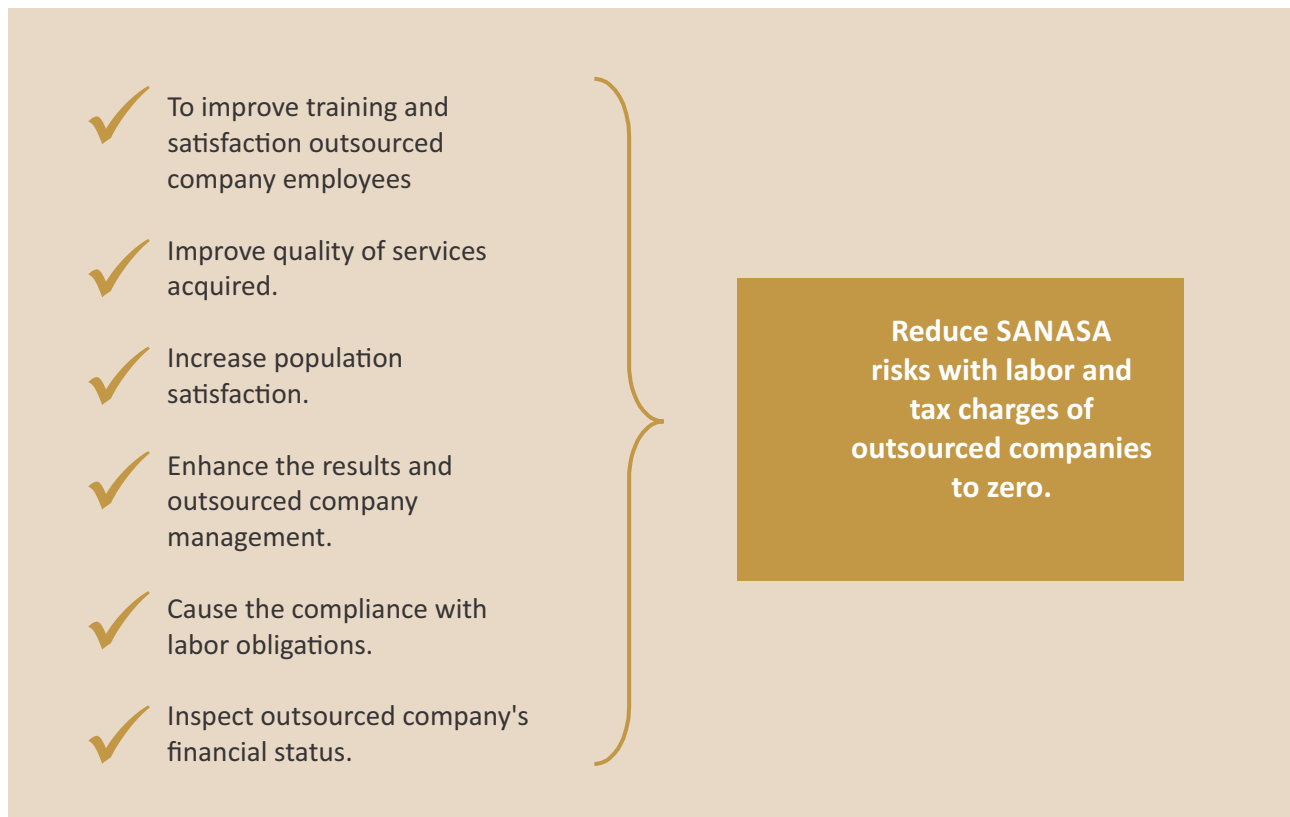 To improve training and
satisfaction outsourced
company employees
Improve quality of services
acquired.
Increase population
satisfaction.
Enhance the results and
outsourced company
management.
Cause the compliance with
labor obligations.
Inspect outsourced company's
financial status.
Reduce SANASA
risks with labor and
tax charges of
outsourced companies
to zero.